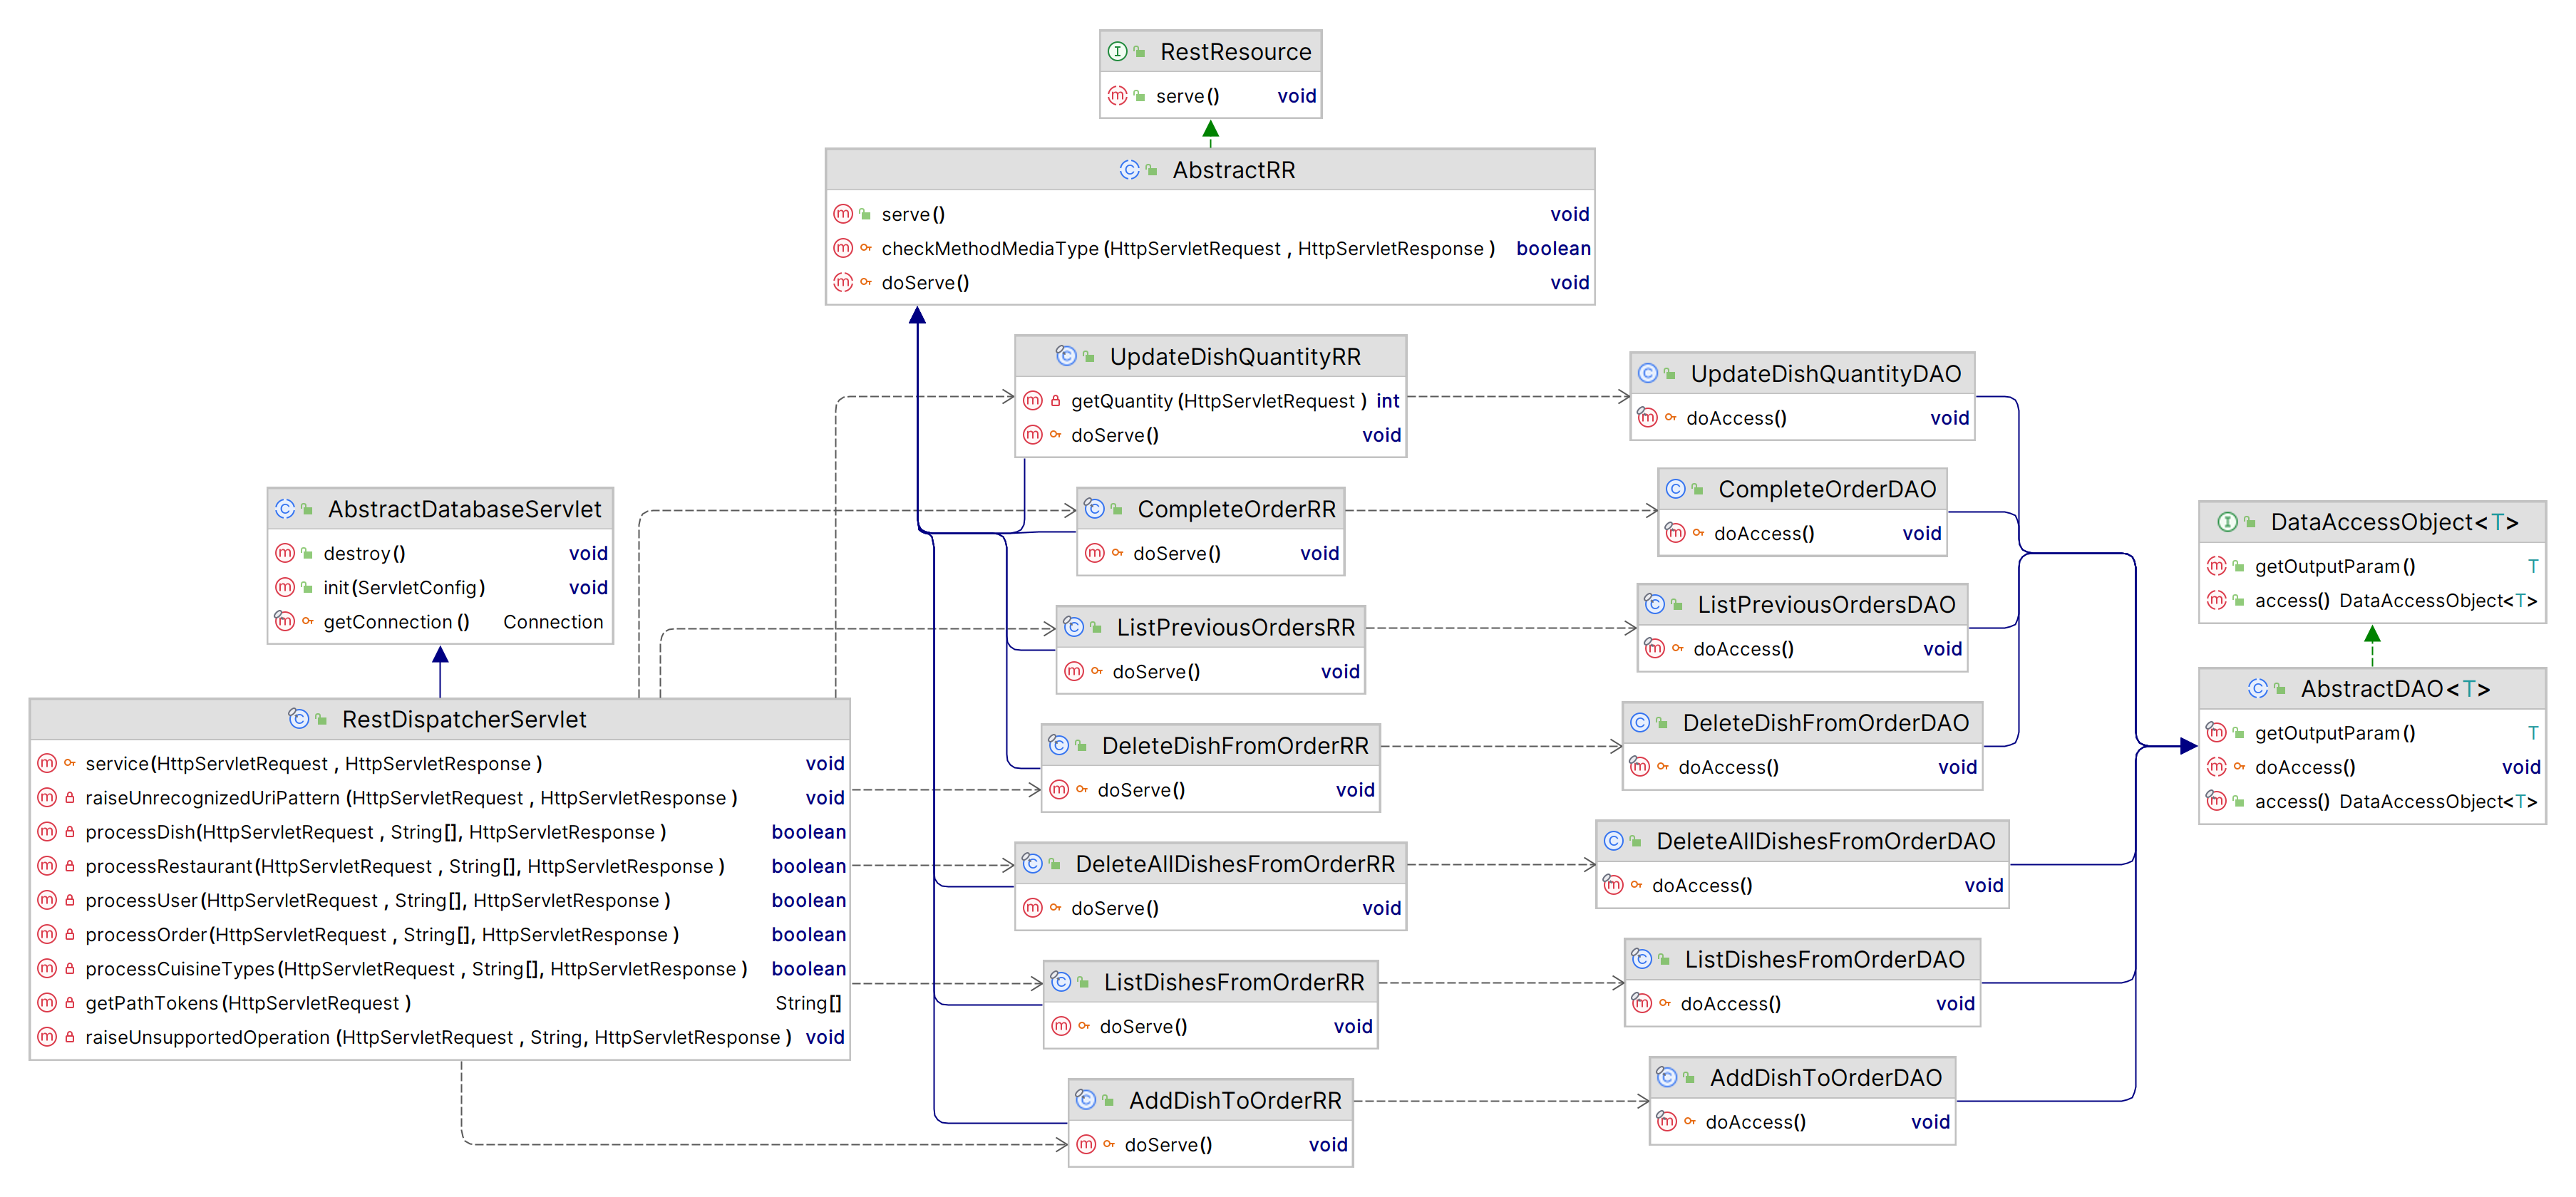 RestResource
serve() void
AbstractRR
serve() void
checkMethodMediaType(HttpServletRequest, HttpServletResponse) boolean
doServe() void
UpdateDishQuantityRR
getQuantity(HttpServletRequest) int
doServe() void
UpdateDishQuantityDAO
doAccess() void
AbstractDatabaseServlet
destroy() void
init(ServletConfig) void
getConnection() Connection
CompleteOrderRR
doServe() void
CompleteOrderDAO
doAccess() void
DataAccessObject<T>
getOutputParam() T
access() DataAccessObject<T>
ListPreviousOrdersRR
doServe() void
ListPreviousOrdersDAO
doAccess() void
AbstractDAO<T>
getOutputParam() T
doAccess() void
access() DataAccessObject<T>
RestDispatcherServlet
service(HttpServletRequest, HttpServletResponse) void
raiseUnrecognizedUriPattern(HttpServletRequest, HttpServletResponse) void
processDish(HttpServletRequest, String[], HttpServletResponse) boolean
processRestaurant(HttpServletRequest, String[], HttpServletResponse) boolean
processUser(HttpServletRequest, String[], HttpServletResponse) boolean
processOrder(HttpServletRequest, String[], HttpServletResponse) boolean
processCuisineTypes(HttpServletRequest, String[], HttpServletResponse) boolean
getPathTokens(HttpServletRequest) String[]
raiseUnsupportedOperation(HttpServletRequest, String, HttpServletResponse) void
DeleteDishFromOrderRR
doServe() void
DeleteDishFromOrderDAO
doAccess() void
DeleteAllDishesFromOrderRR
doServe() void
DeleteAllDishesFromOrderDAO
doAccess() void
ListDishesFromOrderRR
doServe() void
ListDishesFromOrderDAO
doAccess() void
AddDishToOrderRR
doServe() void
AddDishToOrderDAO
doAccess() void